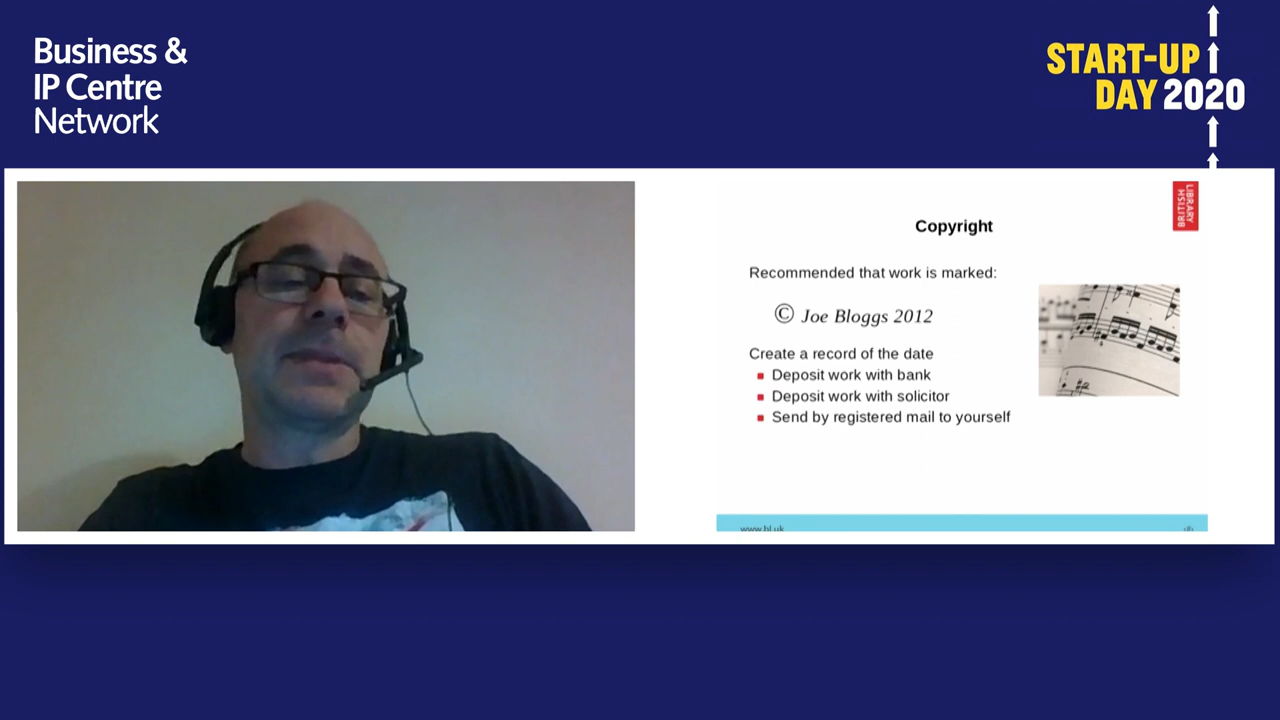 Business &
IP Centre
Network
START-UP
DAY 2020
BRITISH
LIBRARY
Copyright
Recommended that work is marked:
© Joe Bloggs 2012
Create a record of the date
Deposit work with bank
Deposit work with solicitor
Send by registered mail to yourself
www.bl.uk